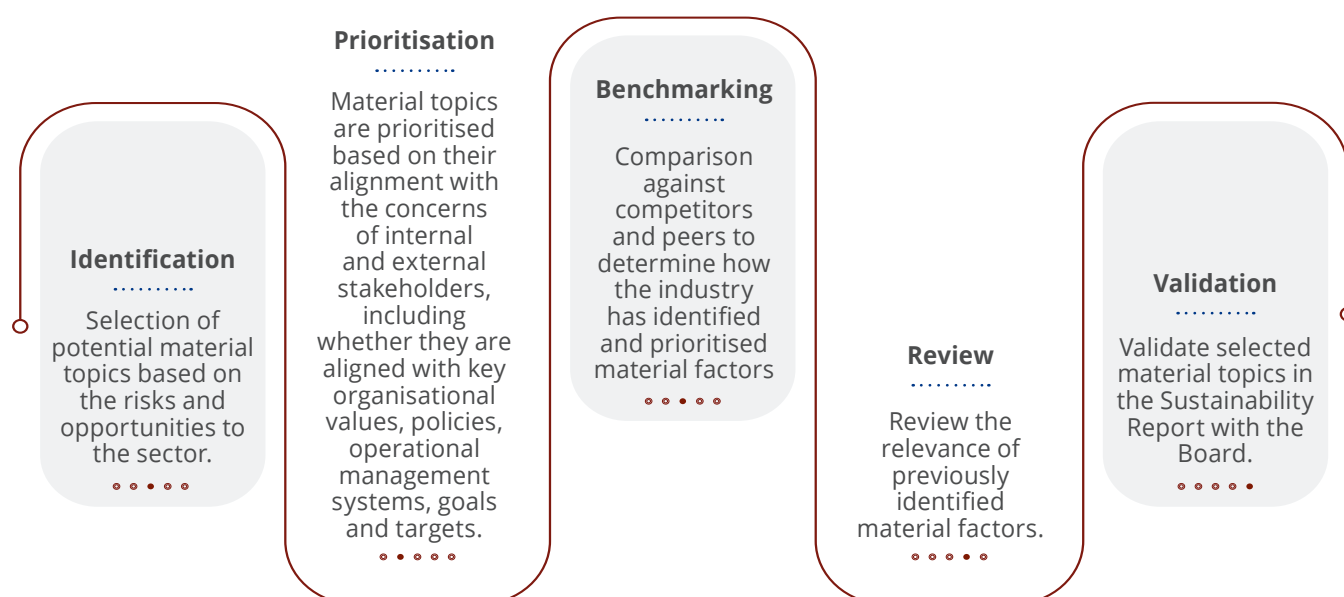 Identification
Selection of
potential material
topics based on
the risks and
opportunities to
the sector.
Prioritisation
Material topics
are prioritised
based on their
alignment with
the concerns
of internal
and external
stakeholders,
including
whether they are
aligned with key
organisational
values, policies,
operational
management
systems, goals
and targets.
Benchmarking
Comparison
against
competitors
and peers to
determine how
the industry
has identified
and prioritised
material factors
Review
Review the
relevance of
previously
identified
material factors.
Validation
Validate selected
material topics in
the Sustainability
Report with the
Board.